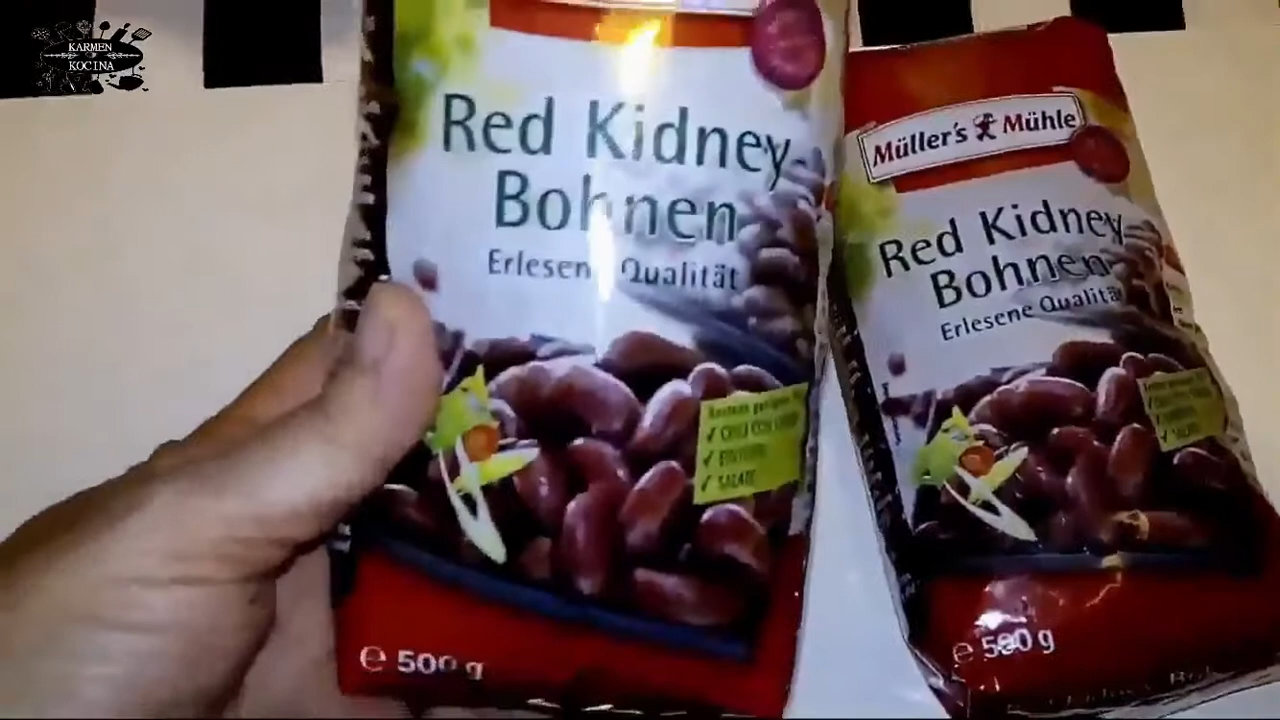 KARMEN
KOCINA
Red Kidney
Bohnen
Erlesene Qualität
✓ SALATE
e 500 g
Müller's Mühle
Red Kidney
Bohnen
Erlesene Qualität
e 500 g